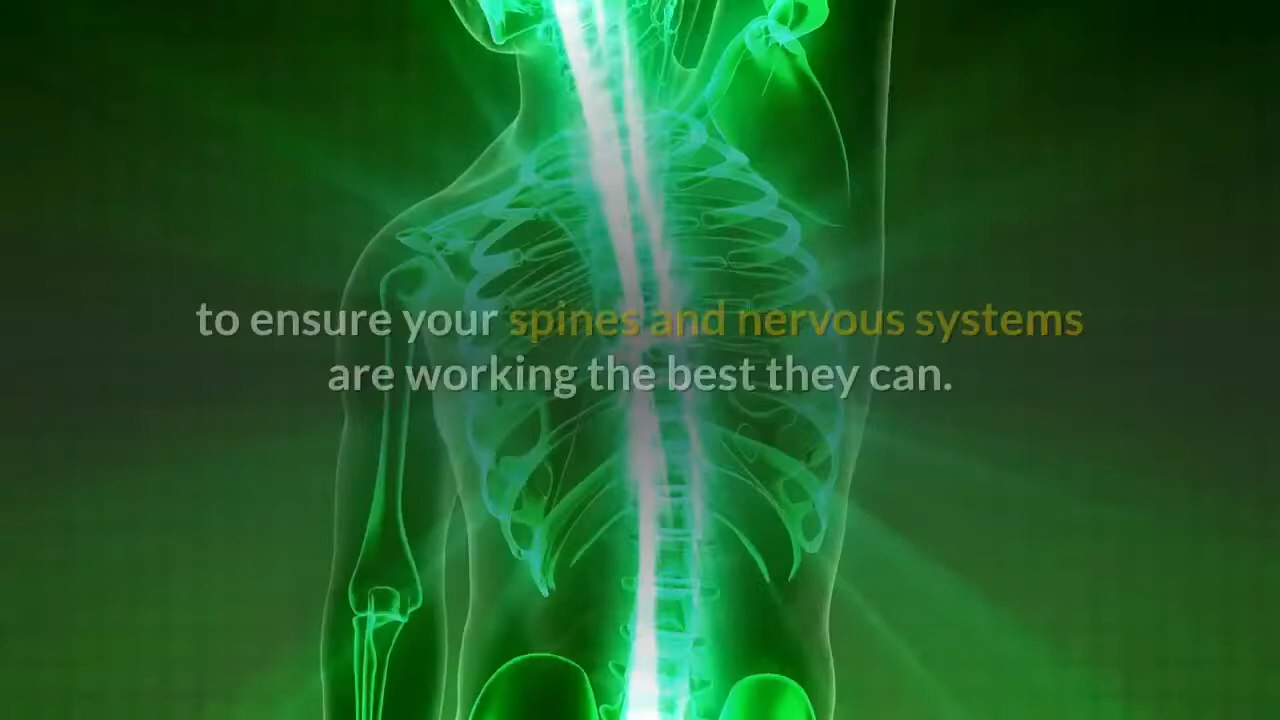 to ensure your spines and nervous systems
are working the best they can.